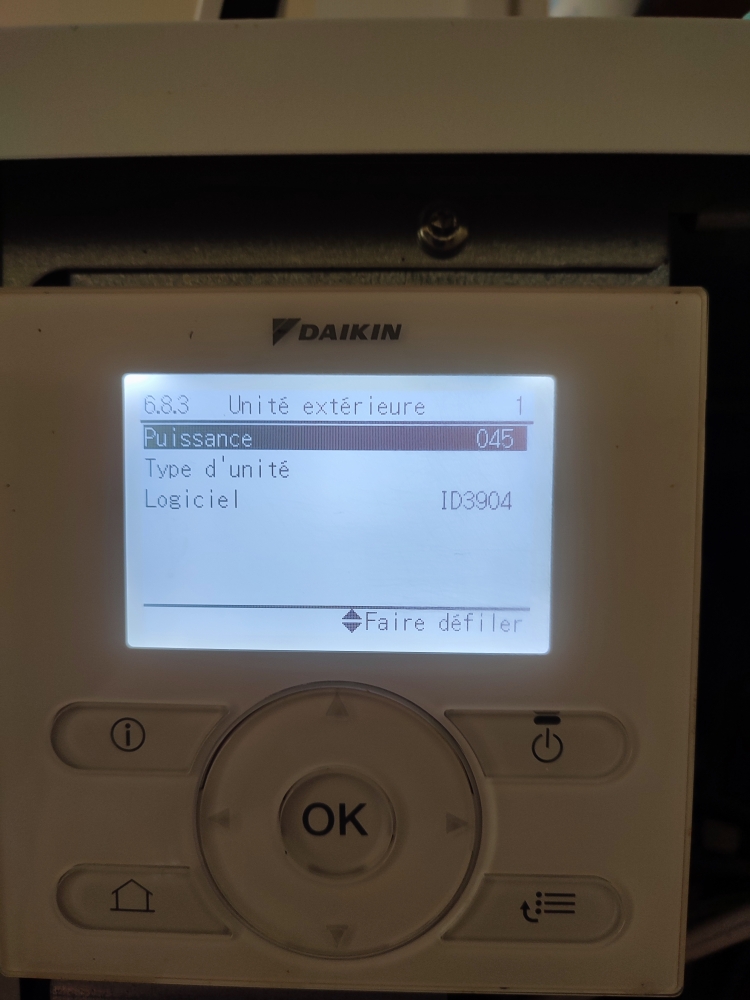 DAIKIN
6.8.3 Unité extérieure 1
Puissance 045
Type d'unité
Logiciel ID3904
Faire défiler
OK